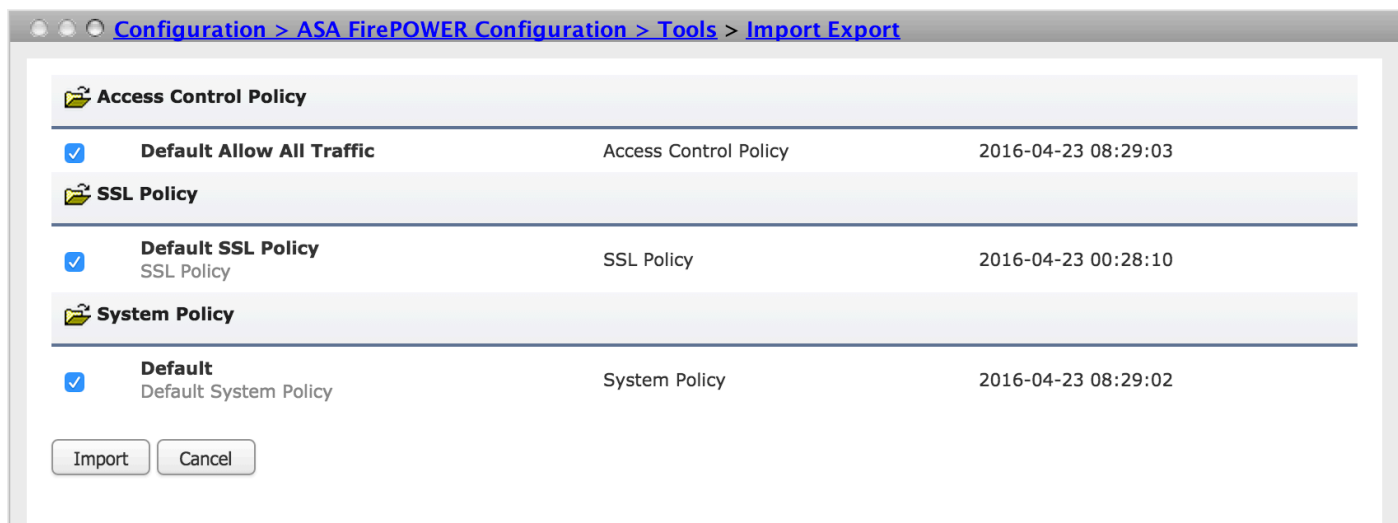 Configuration > ASA FirePOWER Configuration > Tools > Import Export
Access Control Policy
Default Allow All Traffic Access Control Policy 2016-04-23 08:29:03
SSL Policy
Default SSL Policy
SSL Policy SSL Policy 2016-04-23 00:28:10
System Policy
Default
Default System Policy System Policy 2016-04-23 08:29:02
Import Cancel